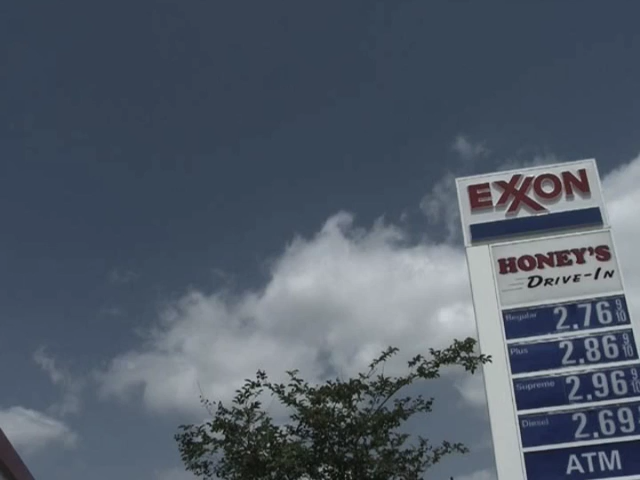 EXXON
HONEY'S
DRIVE-IN
Regular 2.76 9/10
Plus 2.86 9/10
Supreme 2.96 9/10
Diesel 2.69 9
ATM